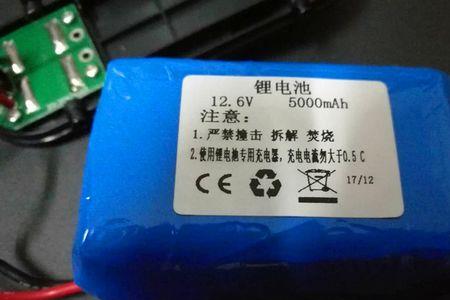 锂电池
12.6V 5000mAh
注意:
1.严禁撞击 拆解 焚烧
2.使用锂电池专用充电器,充电电流勿大于0.5C
CE
17/12